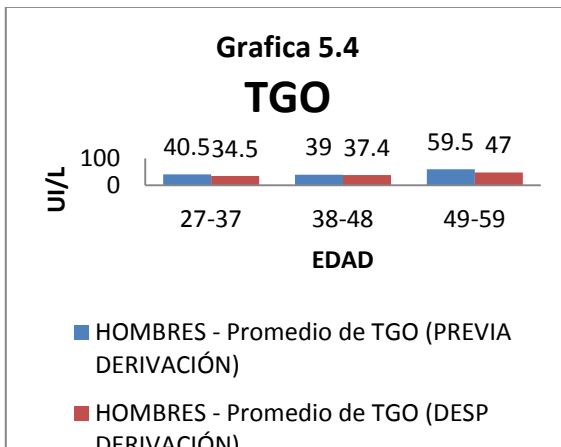 Grafica 5.4
TGO
40.5 34.5 39 37.4 59.5 47
100
0
UI/L
27-37 38-48 49-59
EDAD
HOMBRES - Promedio de TGO (PREVIA
DERIVACIÓN)
HOMBRES - Promedio de TGO (DESP
DERIVACIÓN)